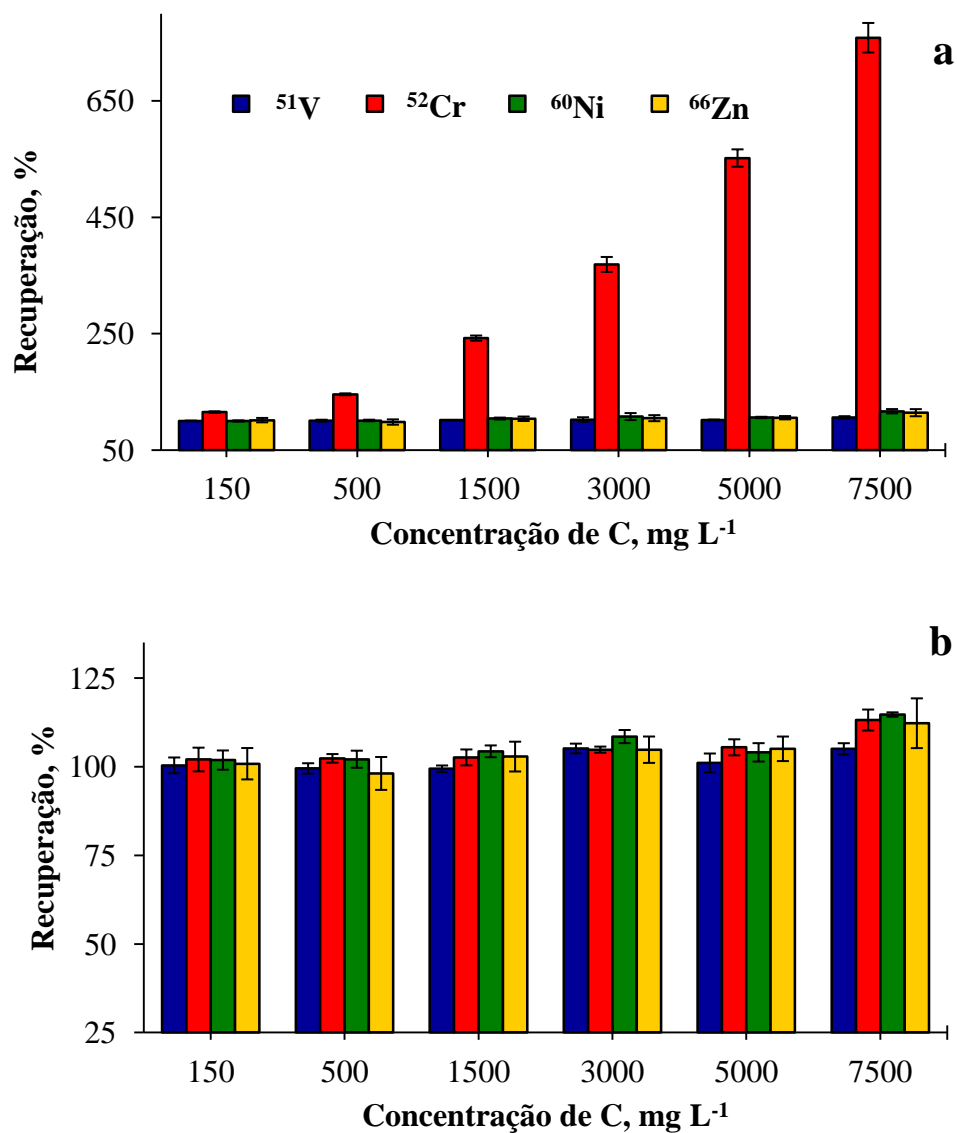 a
⁵¹V ⁵²Cr ⁶⁰Ni ⁶⁶Zn
650
450
250
50
Recuperação, %
150 500 1500 3000 5000 7500
Concentração de C, mg L⁻¹
b
125
100
75
50
25
Recuperação, %
150 500 1500 3000 5000 7500
Concentração de C, mg L⁻¹